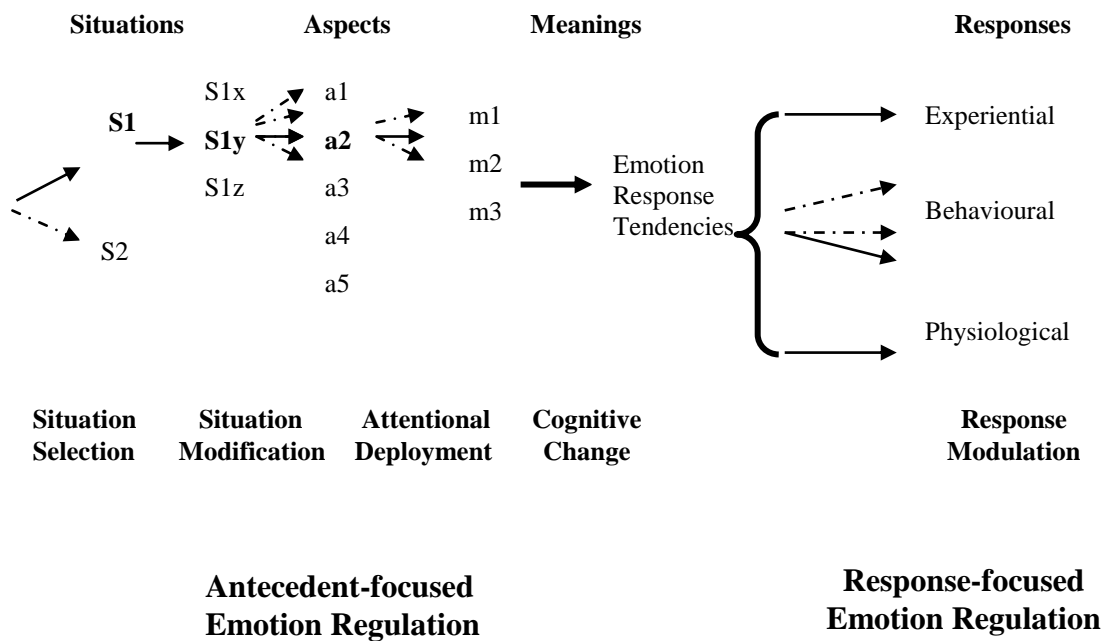 Situations Aspects Meanings Responses
S1x a1
S1 m1 Experiential
S1y a2
Emotion
m2 Response
S1z a3 Tendencies
m3 Behavioural
S2 a4
a5
Physiological
Situation Selection
Situation Modification
Attentional Deployment
Cognitive Change
Response Modulation
Antecedent-focused
Emotion Regulation
Response-focused
Emotion Regulation